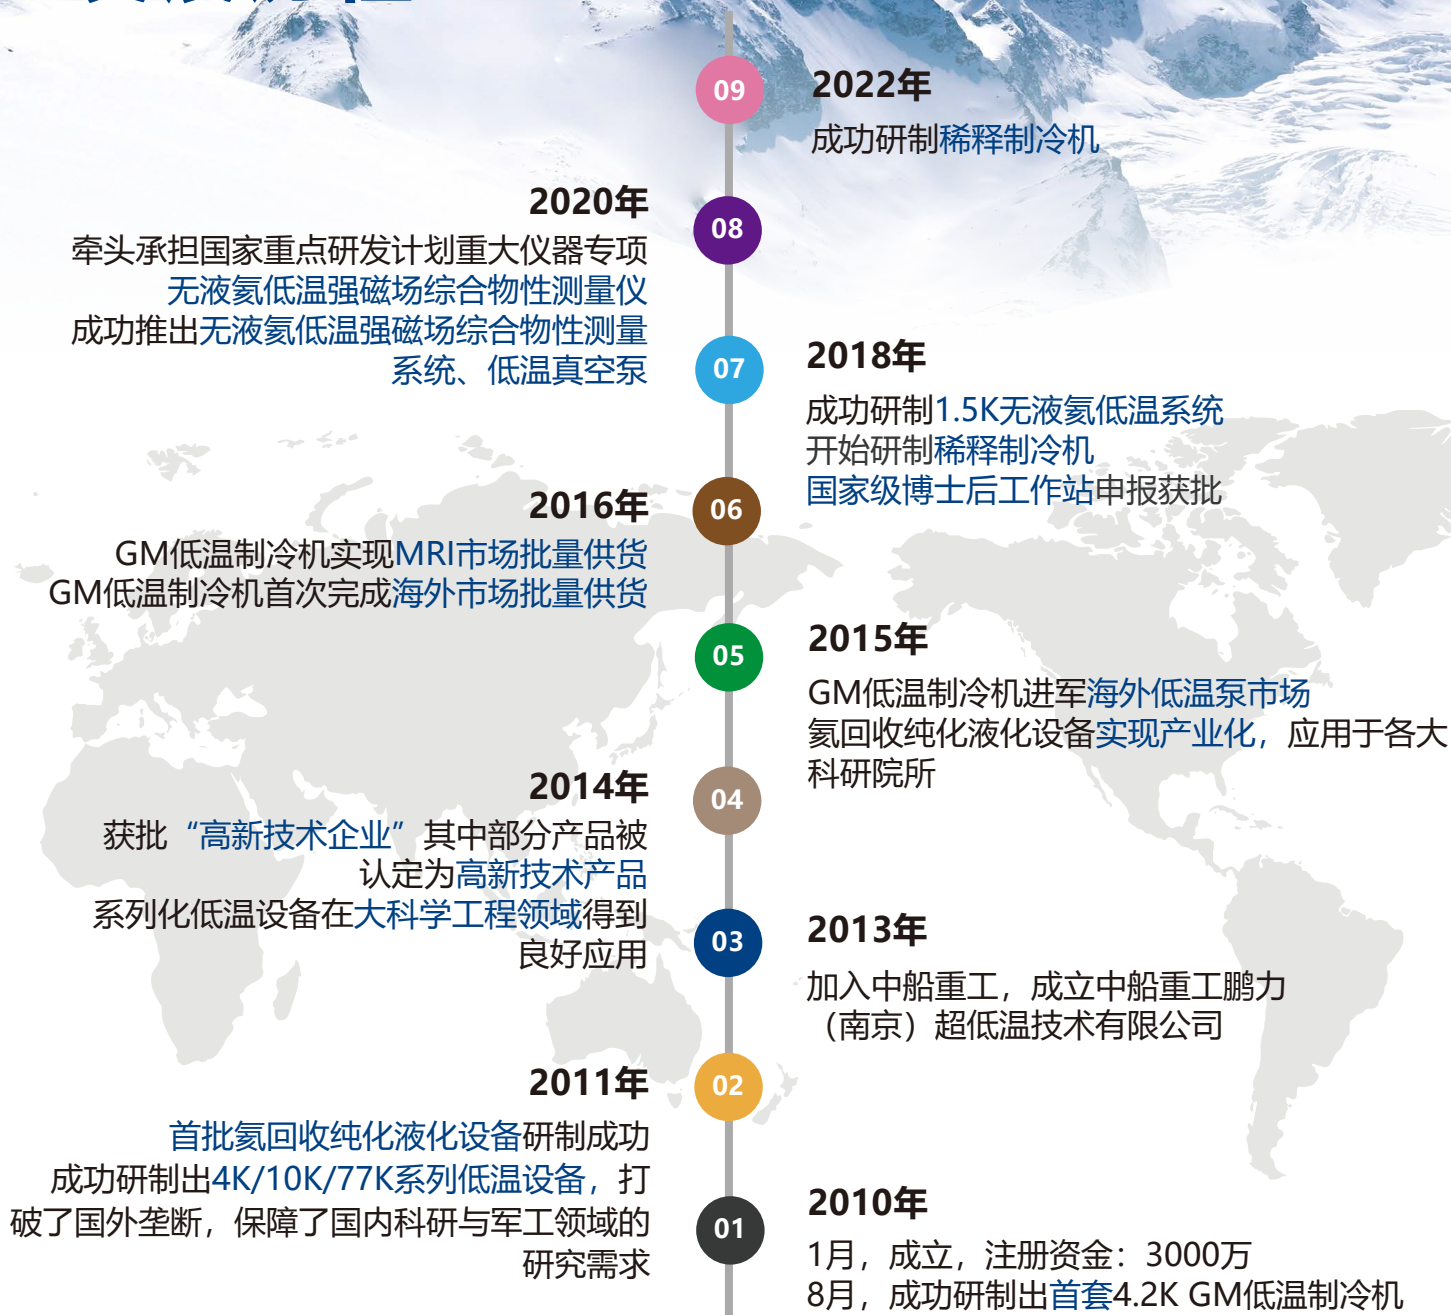 09
2022年
成功研制稀释制冷机
2020年
08
牵头承担国家重点研发计划重大仪器专项
无液氦低温强磁场综合物性测量仪
成功推出无液氦低温强磁场综合物性测量
系统、低温真空泵
07
2018年
成功研制1.5K无液氦低温系统
开始研制稀释制冷机
国家级博士后工作站申报获批
2016年
06
GM低温制冷机实现MRI市场批量供货
GM低温制冷机首次完成海外市场批量供货
05
2015年
GM低温制冷机进军海外低温泵市场
氦回收纯化液化设备实现产业化，应用于各大
科研院所
2014年
04
获批“高新技术企业”其中部分产品被
认定为高新技术产品
系列化低温设备在大科学工程领域得到
良好应用
03
2013年
加入中船重工，成立中船重工鹏力
（南京）超低温技术有限公司
2011年
02
首批氦回收纯化液化设备研制成功
成功研制出4K/10K/77K系列低温设备，打
破了国外垄断，保障了国内科研与军工领域的
研究需求
01
2010年
1月，成立，注册资金：3000万
8月，成功研制出首套4.2K GM低温制冷机